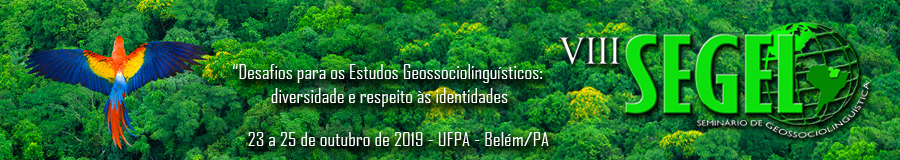 “Desafios para os Estudos Geossociolinguísticos:
diversidade e respeito às identidades
23 a 25 de outubro de 2019 - UFPA - Belém/PA
VIII SEGEL
SEMINÁRIO DE GEOSSOCIOLINGUÍSTICA